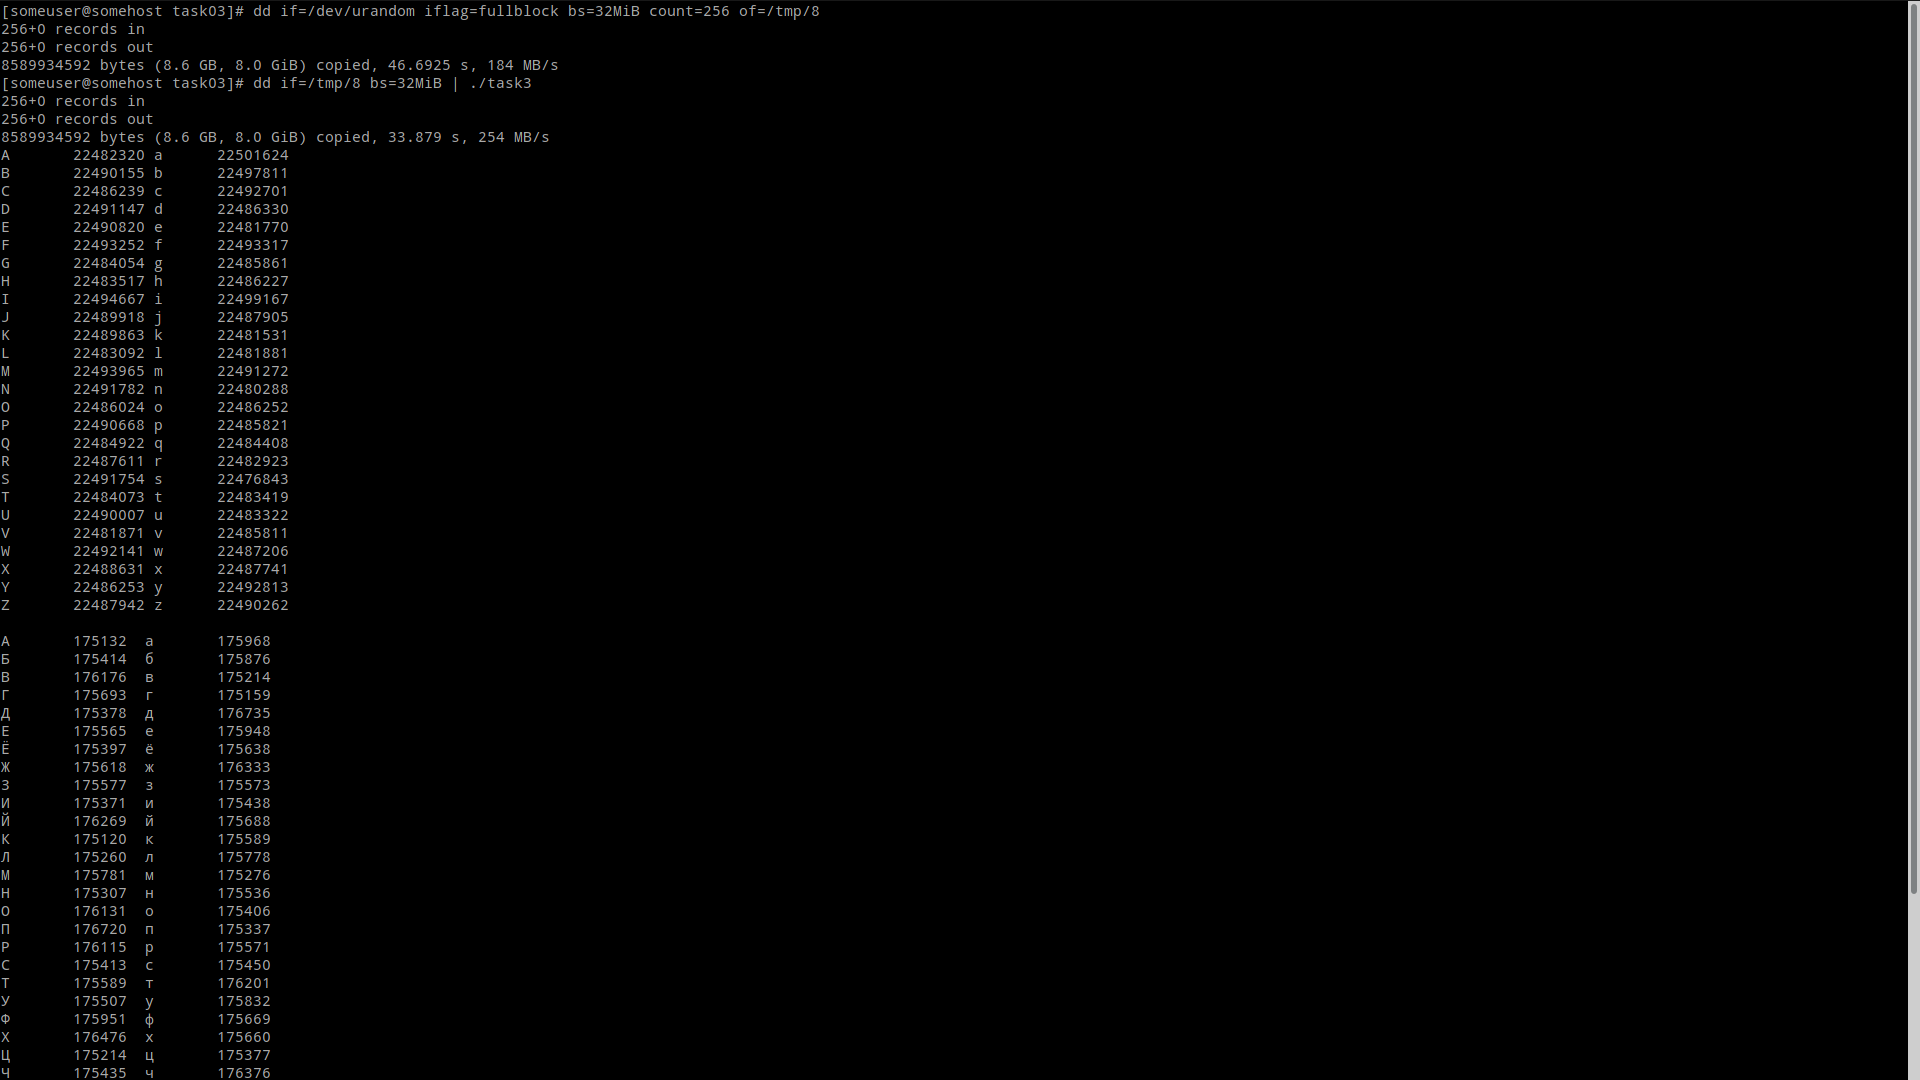 [someuser@somehost task03]# dd if=/dev/urandom iflag=fullblock bs=32MiB count=256 of=/tmp/8
256+0 records in
256+0 records out
8589934592 bytes (8.6 GB, 8.0 GiB) copied, 46.6925 s, 184 MB/s
[someuser@somehost task03]# dd if=/tmp/8 bs=32MiB | ./task3
256+0 records in
256+0 records out
8589934592 bytes (8.6 GB, 8.0 GiB) copied, 33.879 s, 254 MB/s
A 22482320 a 22501624
B 22490155 b 22497811
C 22486239 c 22492701
D 22491147 d 22486330
E 22490820 e 22481770
F 22493252 f 22493317
G 22484054 g 22485861
H 22483517 h 22486227
I 22494667 i 22499167
J 22489918 j 22487905
K 22489863 k 22481531
L 22483092 l 22481881
M 22493965 m 22491272
N 22491782 n 22480288
O 22486024 o 22486252
P 22490668 p 22485821
Q 22484922 q 22484408
R 22487611 r 22482923
S 22491754 s 22476843
T 22484073 t 22483419
U 22490007 u 22483322
V 22481871 v 22485811
W 22492141 w 22487206
X 22488631 x 22487741
Y 22486253 y 22492813
Z 22487942 z 22490262
А 175132 а 175968
Б 175414 б 175876
В 176176 в 175214
Г 175693 г 175159
Д 175378 д 176735
Е 175565 е 175948
Ё 175397 ё 175638
Ж 175618 ж 176333
З 175577 з 175573
И 175371 и 175438
Й 176269 й 175688
К 175120 к 175589
Л 175260 л 175778
М 175781 м 175276
Н 175307 н 175536
О 176131 о 175406
П 176720 п 175337
Р 176115 р 175571
С 175413 с 175450
Т 175589 т 176201
У 175507 у 175832
Ф 175951 ф 175669
Х 176476 х 175660
Ц 175214 ц 175377
Ч 175435 ч 176376